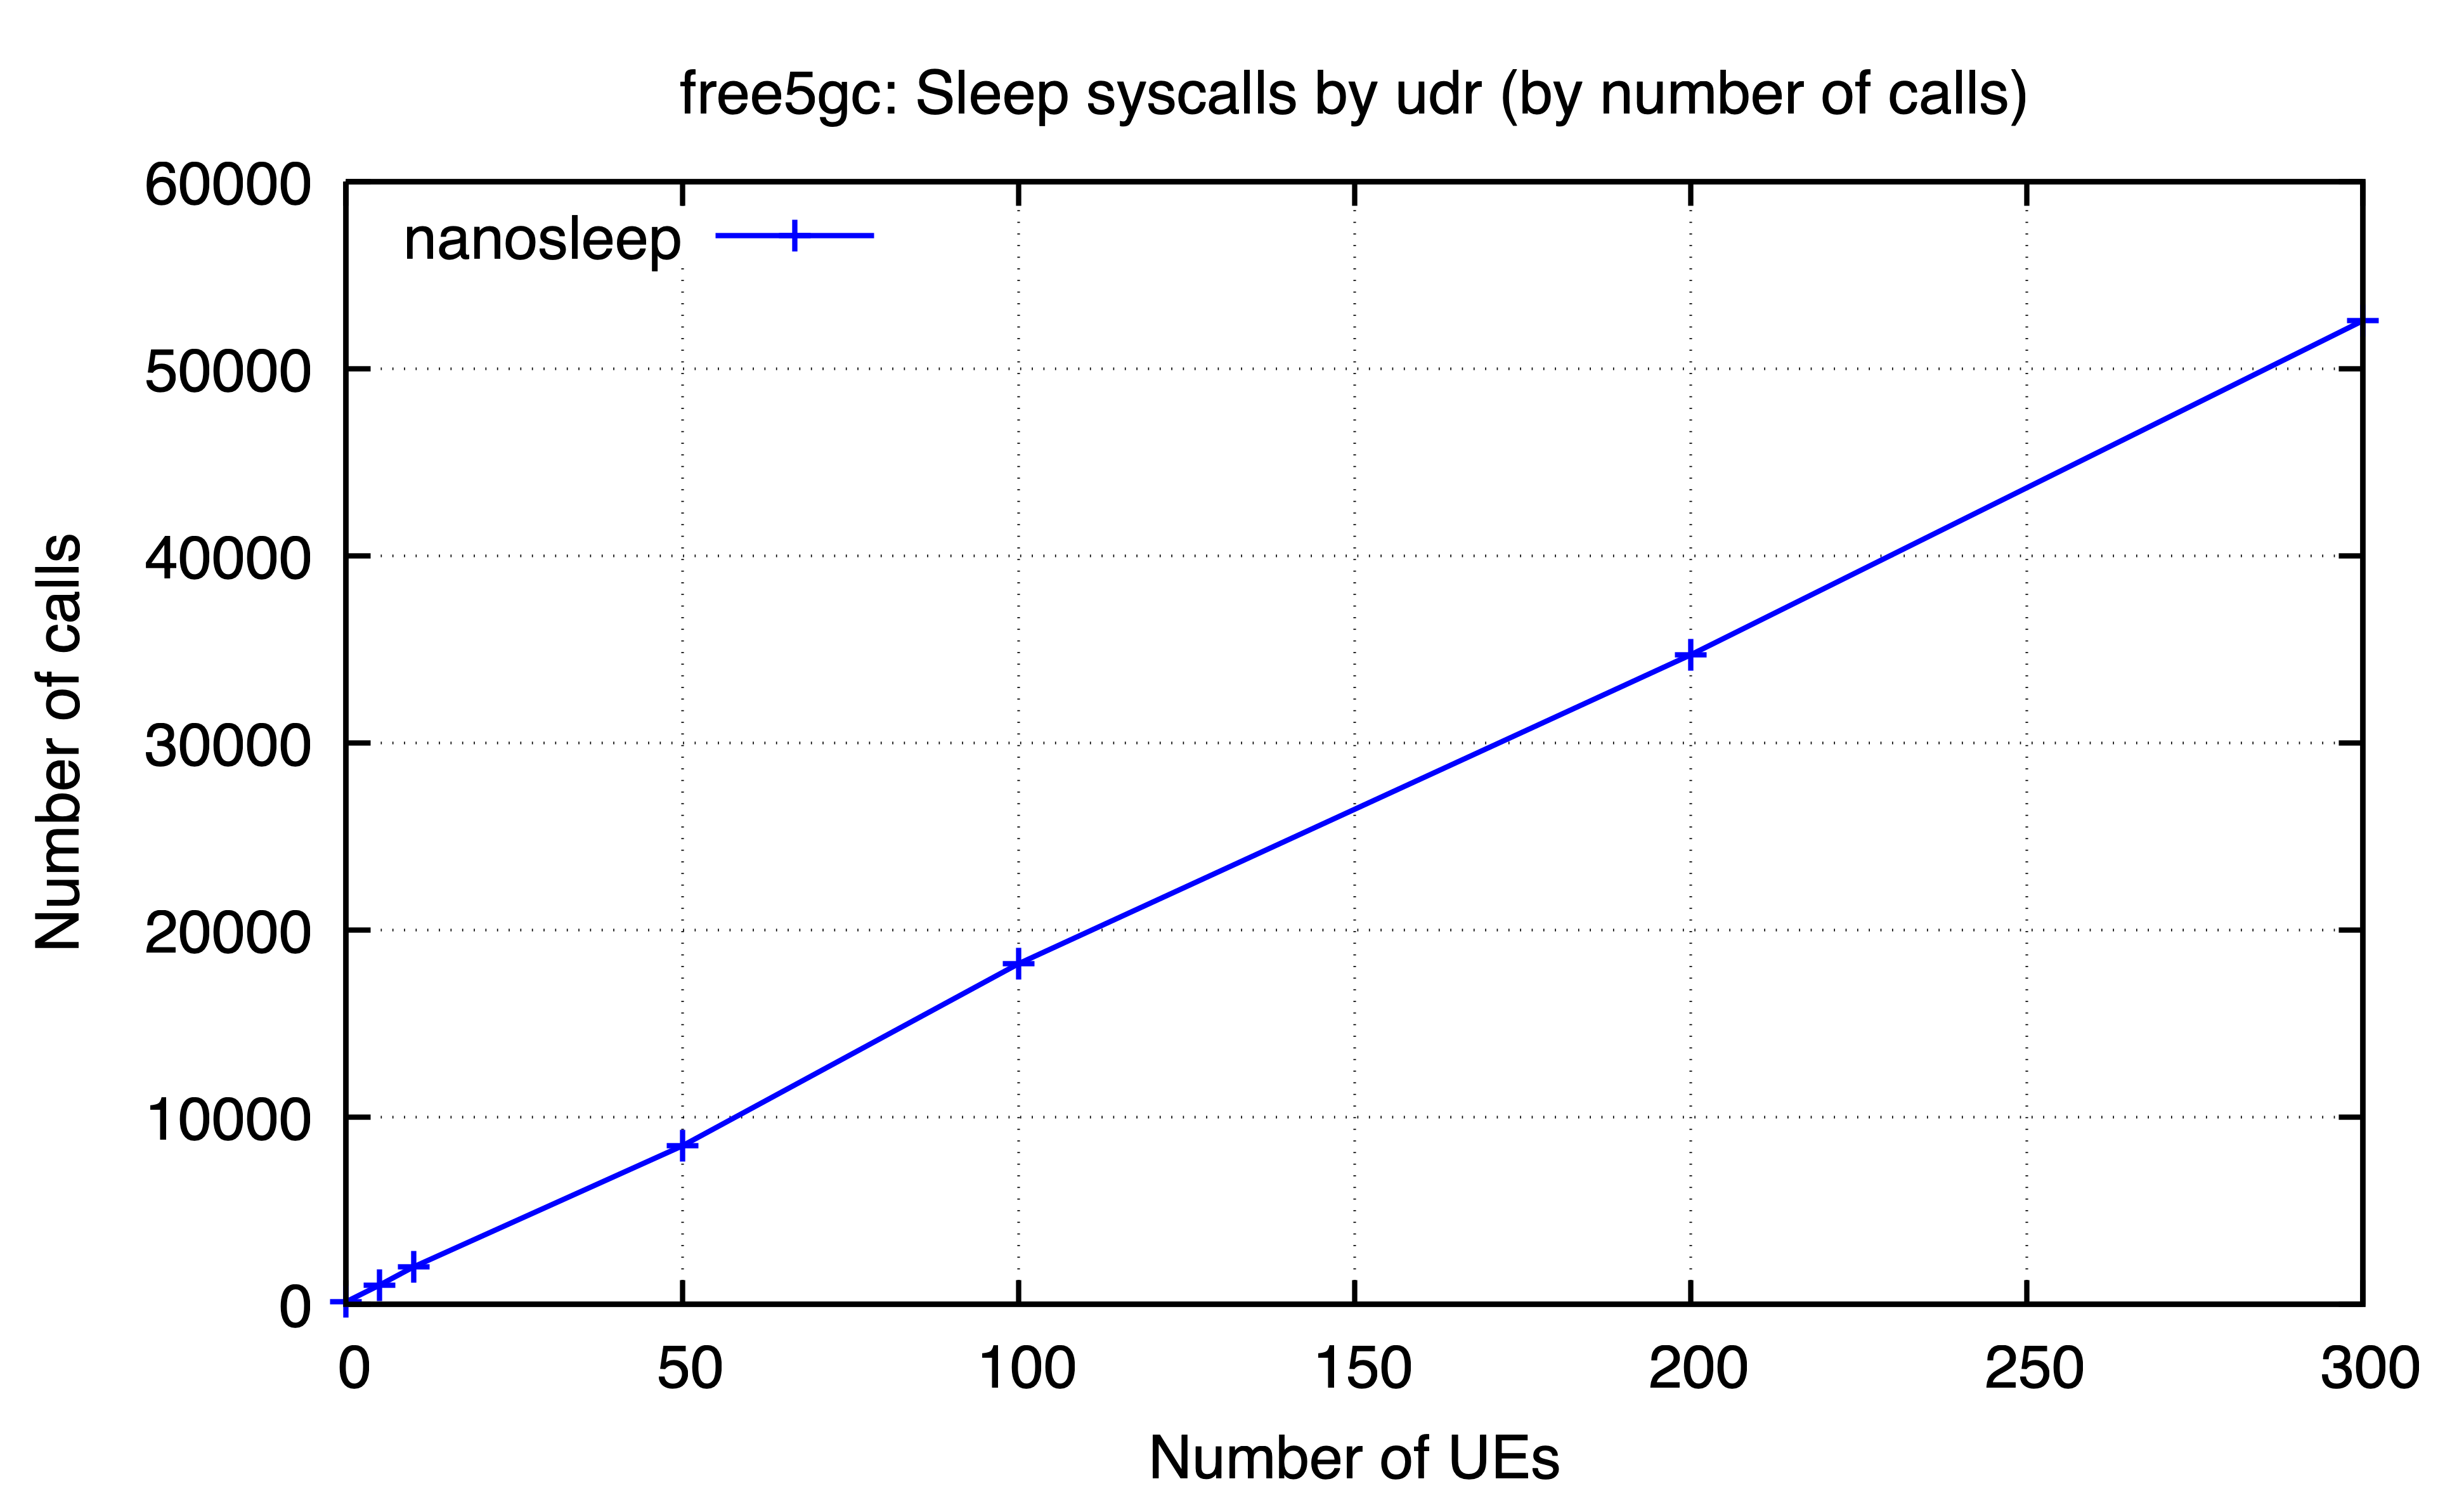 free5gc: Sleep syscalls by udr (by number of calls)
60000
nanosleep
50000
40000
30000
20000
10000
0
Number of calls
0 50 100 150 200 250 300
Number of UEs